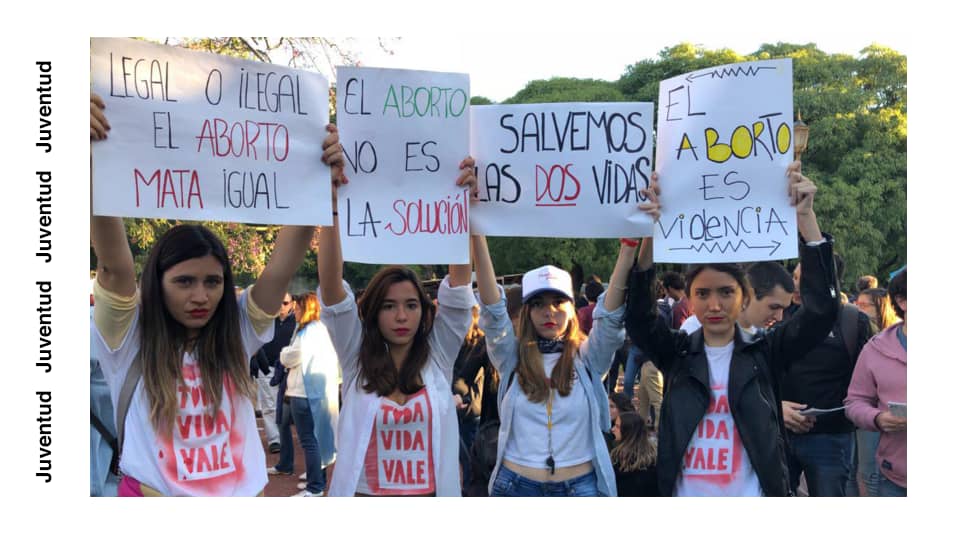 Juventud
Juventud
Juventud
Juventud
LEGAL O ILEGAL
EL ABORTO
MATA IGUAL
EL ABORTO
NO ES
LA SOLUCIÓN
SALVEMOS
LAS DOS VIDAS
EL
ABORTO
ES
VIOLENCIA
TODA
VIDA
VALE
TODA
VIDA
VALE
TODA
VIDA
VALE